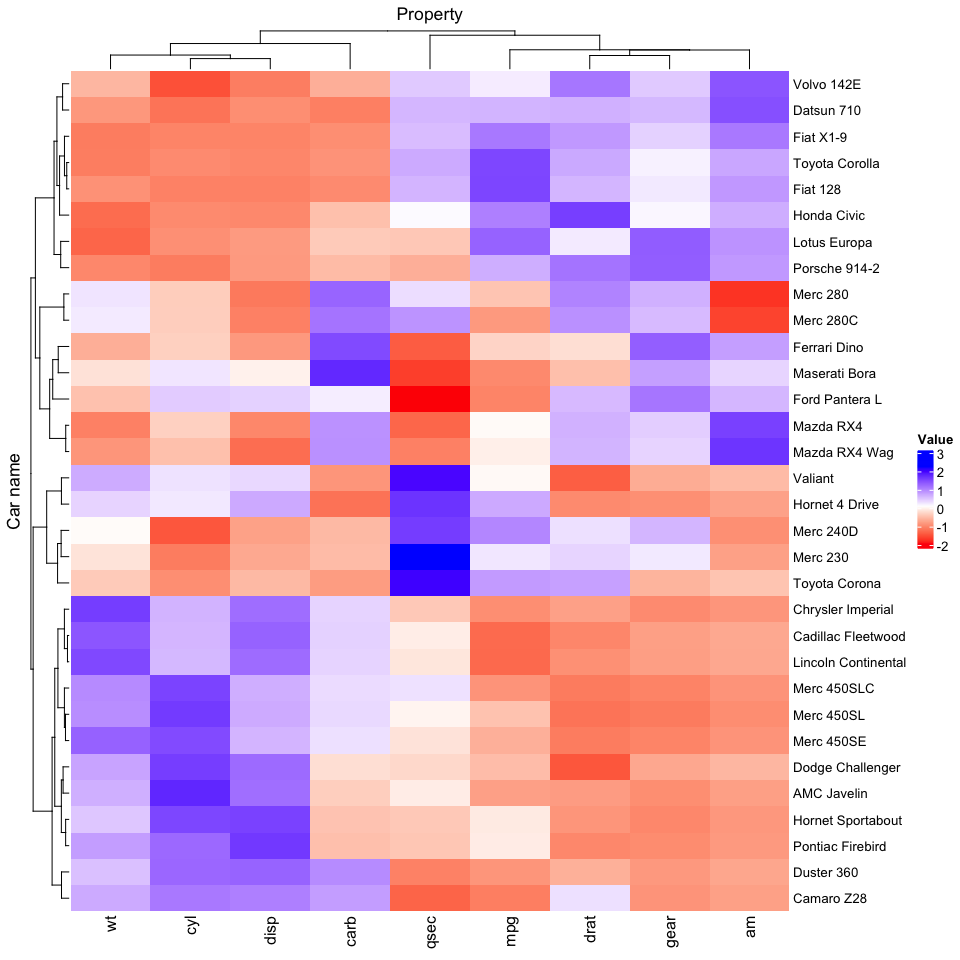 Property
Volvo 142E
Datsun 710
Fiat X1-9
Toyota Corolla
Fiat 128
Honda Civic
Lotus Europa
Porsche 914-2
Merc 280
Merc 280C
Ferrari Dino
Maserati Bora
Ford Pantera L
Mazda RX4
Mazda RX4 Wag
Valiant
Hornet 4 Drive
Merc 240D
Merc 230
Toyota Corona
Chrysler Imperial
Cadillac Fleetwood
Lincoln Continental
Merc 450SLC
Merc 450SL
Merc 450SE
Dodge Challenger
AMC Javelin
Hornet Sportabout
Pontiac Firebird
Duster 360
Camaro Z28
Car name
wt cyl disp carb qsec mpg drat gear am
Value
3
2
1
0
-1
-2